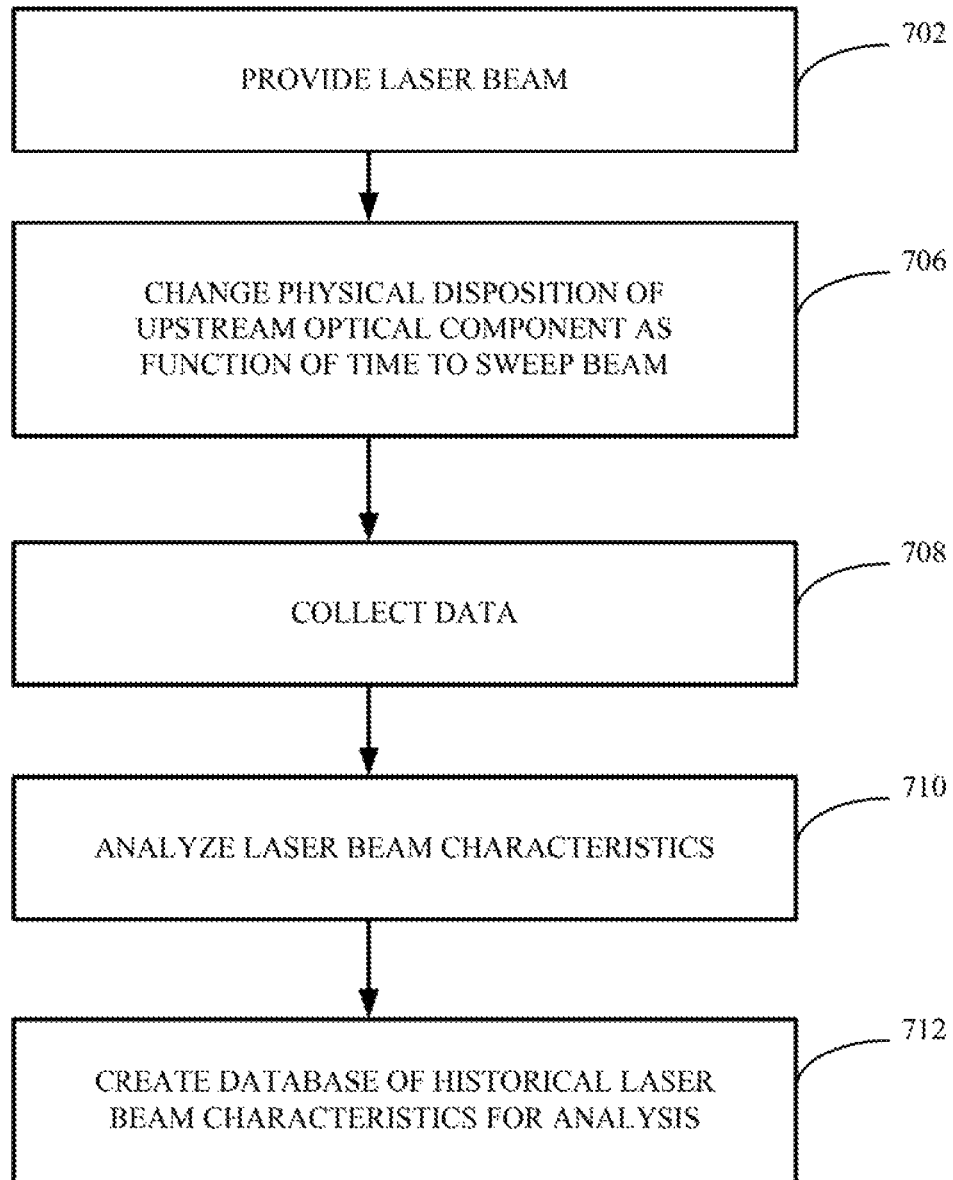 702
PROVIDE LASER BEAM
706
CHANGE PHYSICAL DISPOSITION OF
UPSTREAM OPTICAL COMPONENT AS
FUNCTION OF TIME TO SWEEP BEAM
708
COLLECT DATA
710
ANALYZE LASER BEAM CHARACTERISTICS
712
CREATE DATABASE OF HISTORICAL LASER
BEAM CHARACTERISTICS FOR ANALYSIS